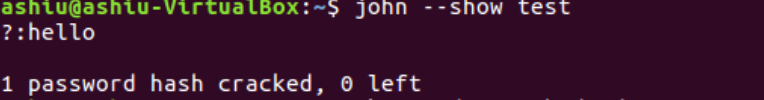 ashiu@ashiu-VirtualBox:~$ john --show test
?:hello
1 password hash cracked, 0 left